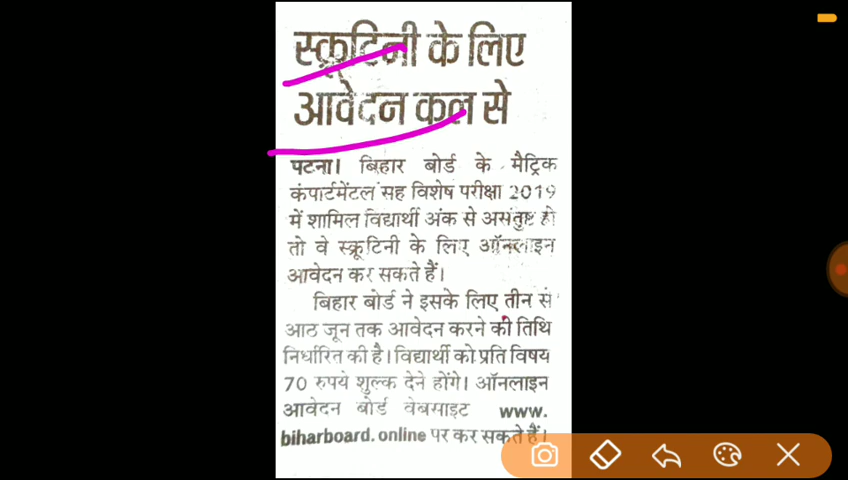 स्क्रूटिनी के लिए
आवेदन कल से
पटना। बिहार बोर्ड के मैट्रिक
कंपार्टमेंटल सह विशेष परीक्षा 2019
में शामिल विद्यार्थी अंक से असंतुष्ट हो
तो वे स्क्रूटिनी के लिए ऑनलाइन
आवेदन कर सकते हैं।
बिहार बोर्ड ने इसके लिए तीन से
आठ जून तक आवेदन करने की तिथि
निर्धारित की है। विद्यार्थी को प्रति विषय
70 रुपये शुल्क देने होंगे। ऑनलाइन
आवेदन बोर्ड वेबसाइट www.
biharboard.online पर कर सकते हैं।